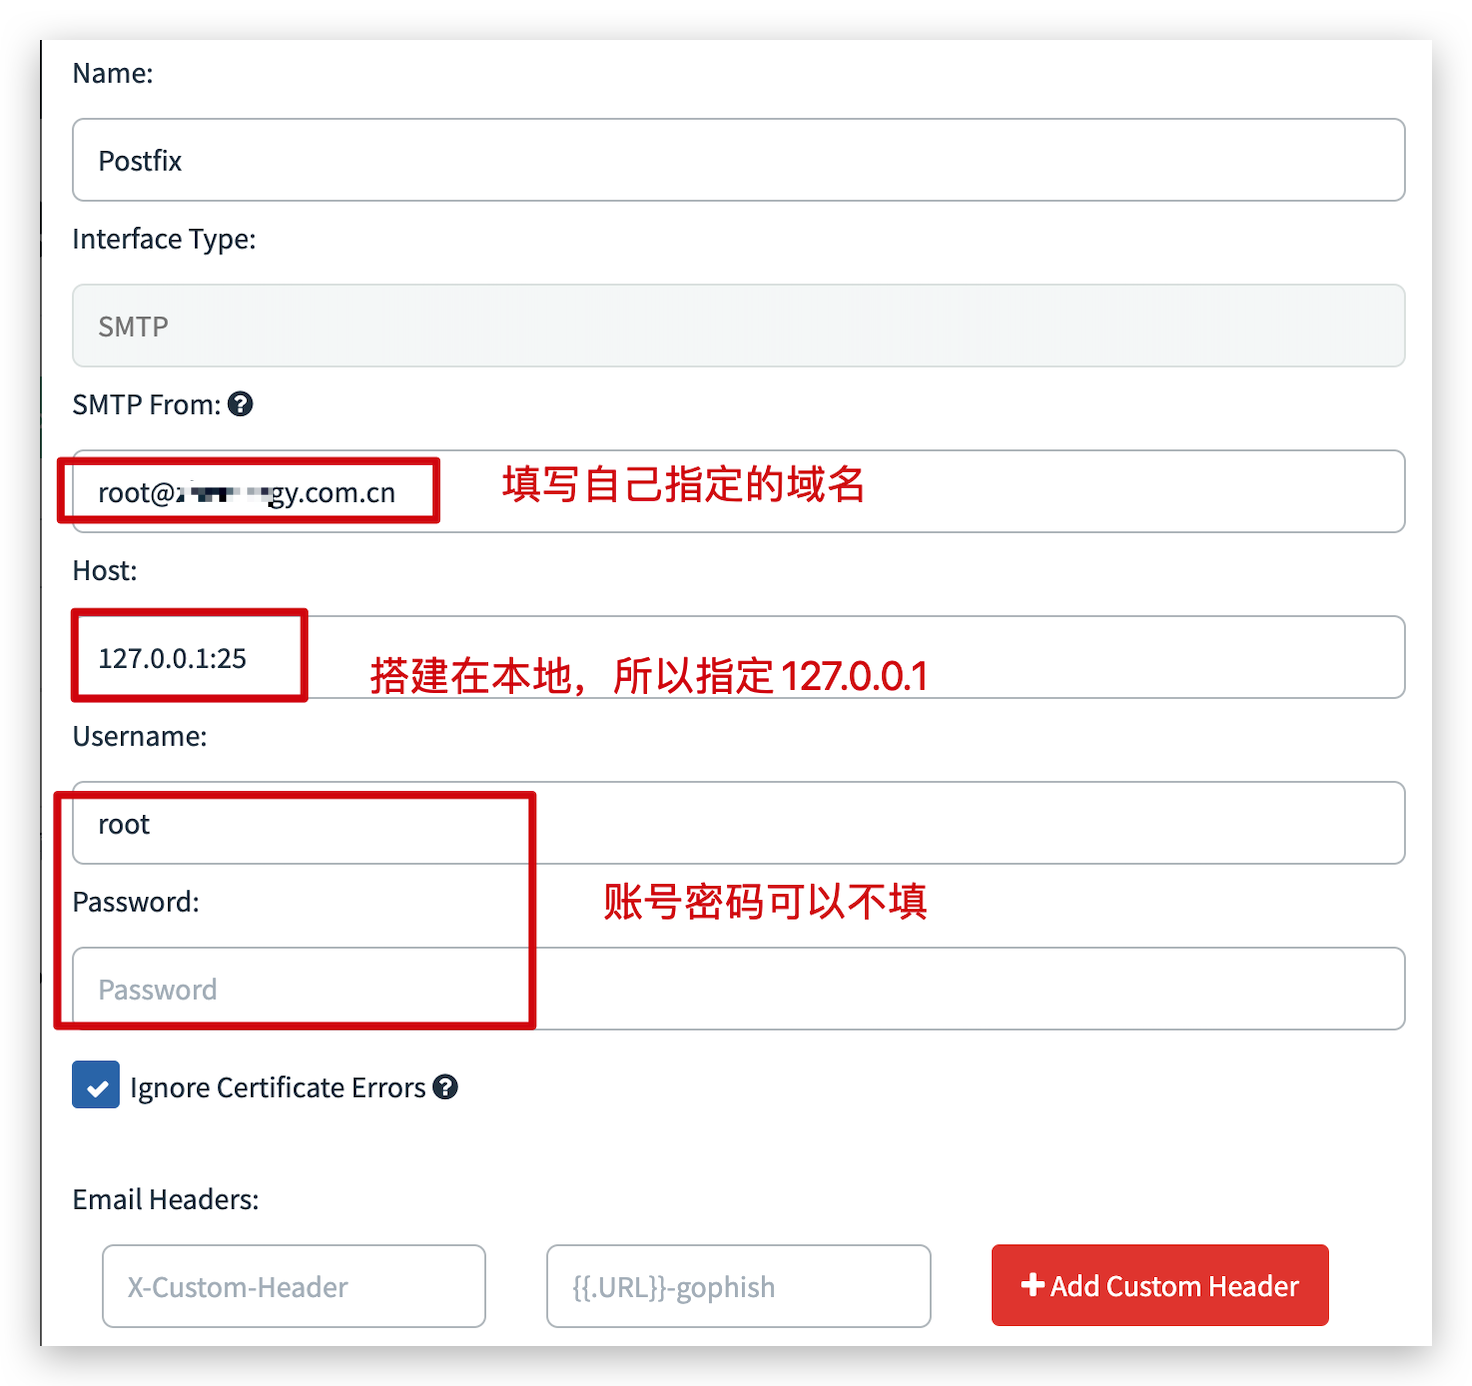 Name:
Postfix
Interface Type:
SMTP
SMTP From:
root@ gy.com.cn
填写自己指定的域名
Host:
127.0.0.1:25
搭建在本地，所以指定127.0.0.1
Username:
root
Password:
账号密码可以不填
Password
Ignore Certificate Errors
Email Headers:
X-Custom-Header
{{.URL}}-gophish
Add Custom Header